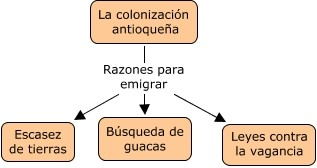 La colonización
antioqueña
Razones para
emigrar
Escasez
de tierras
Búsqueda de
guacas
Leyes contra
la vagancia